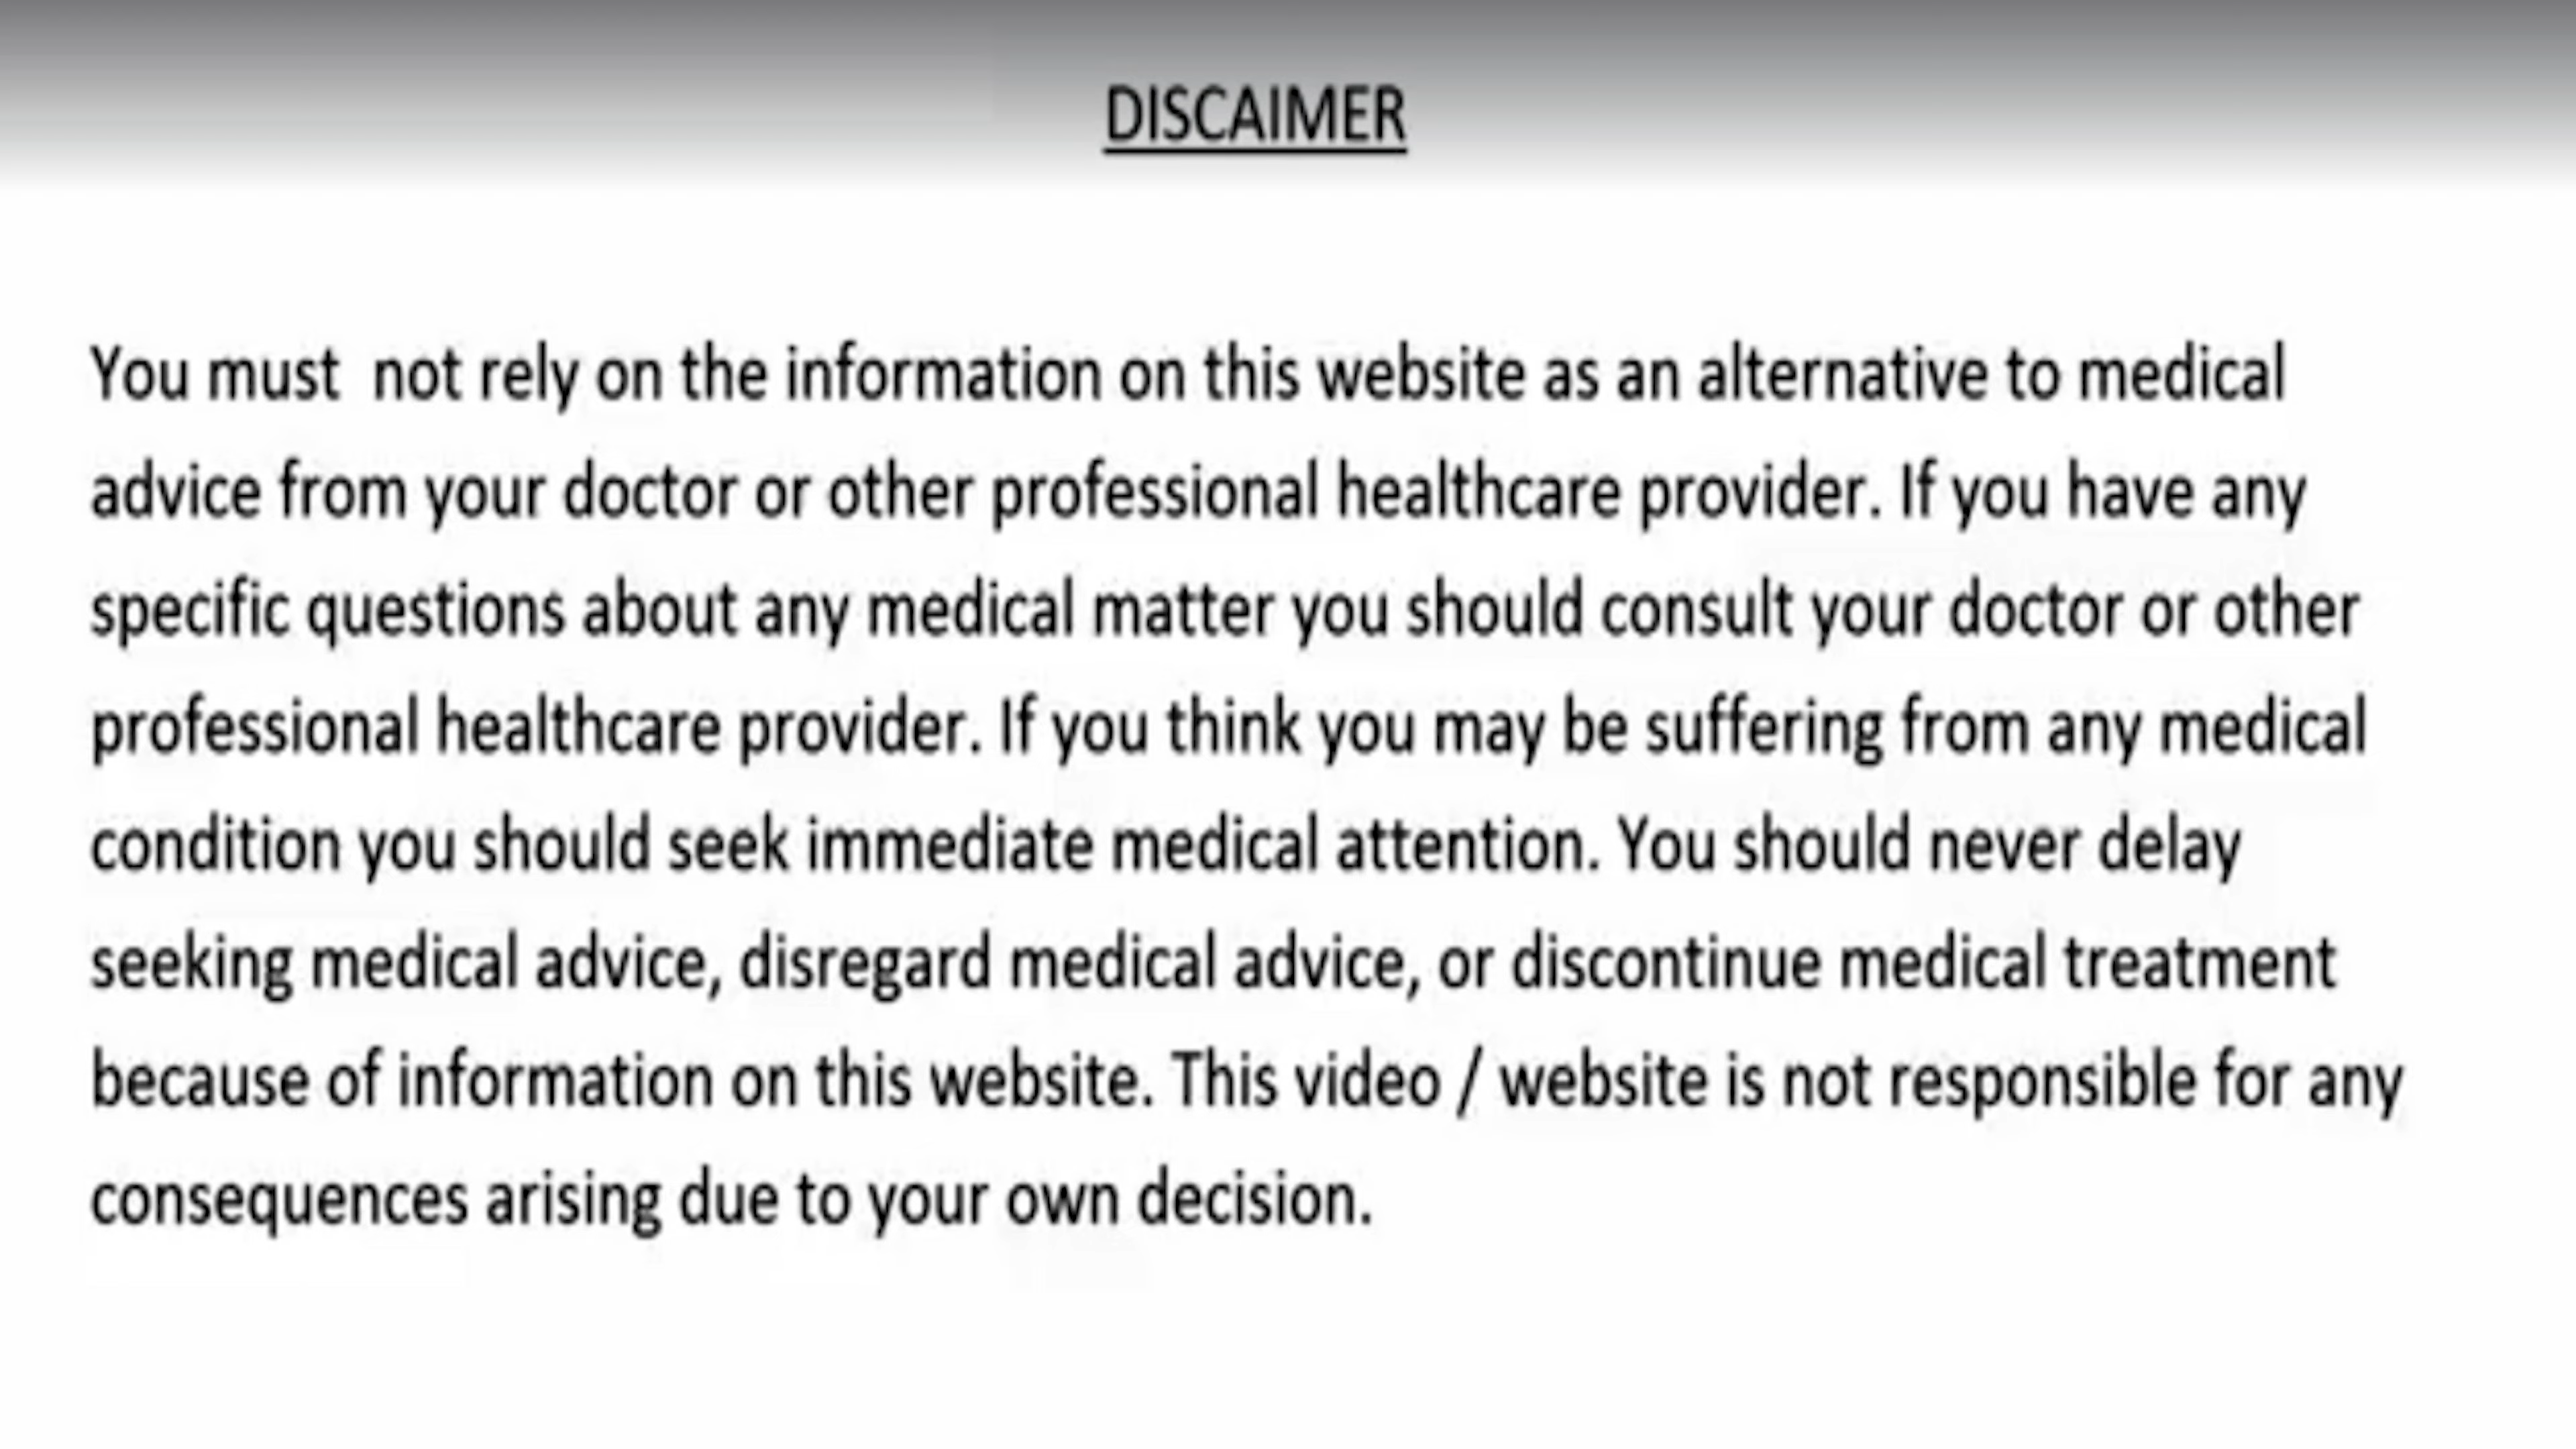 DISCAIMER
You must  not rely on the information on this website as an alternative to medical
advice from your doctor or other professional healthcare provider. If you have any
specific questions about any medical matter you should consult your doctor or other
professional healthcare provider. If you think you may be suffering from any medical
condition you should seek immediate medical attention. You should never delay
seeking medical advice, disregard medical advice, or discontinue medical treatment
because of information on this website. This video / website is not responsible for any
consequences arising due to your own decision.